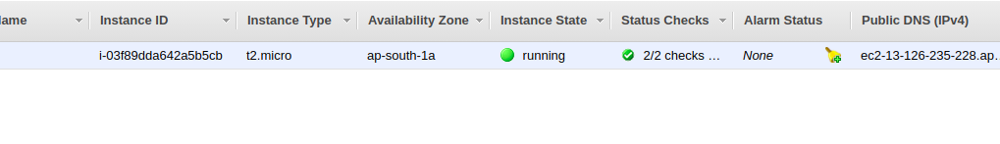 ame Instance ID Instance Type Availability Zone Instance State Status Checks Alarm Status Public DNS (IPv4)
i-03f89dda642a5b5cb t2.micro ap-south-1a running 2/2 checks ... None ec2-13-126-235-228.ap...